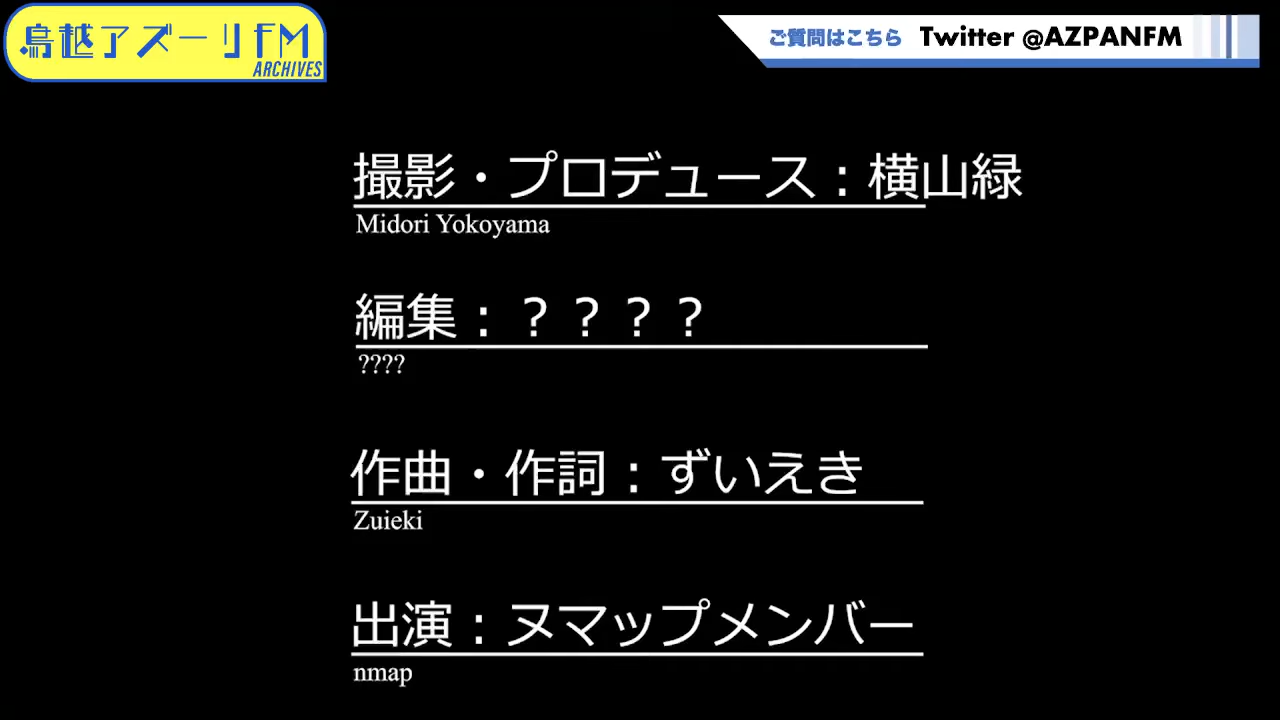 鳥越アズーリFM
ARCHIVES
ご質問はこちら Twitter @AZPANFM
撮影・プロデュース：横山緑
Midori Yokoyama
編集：？？？？
????
作曲・作詞：ずいえき
Zuieki
出演：ヌマップメンバー
nmap